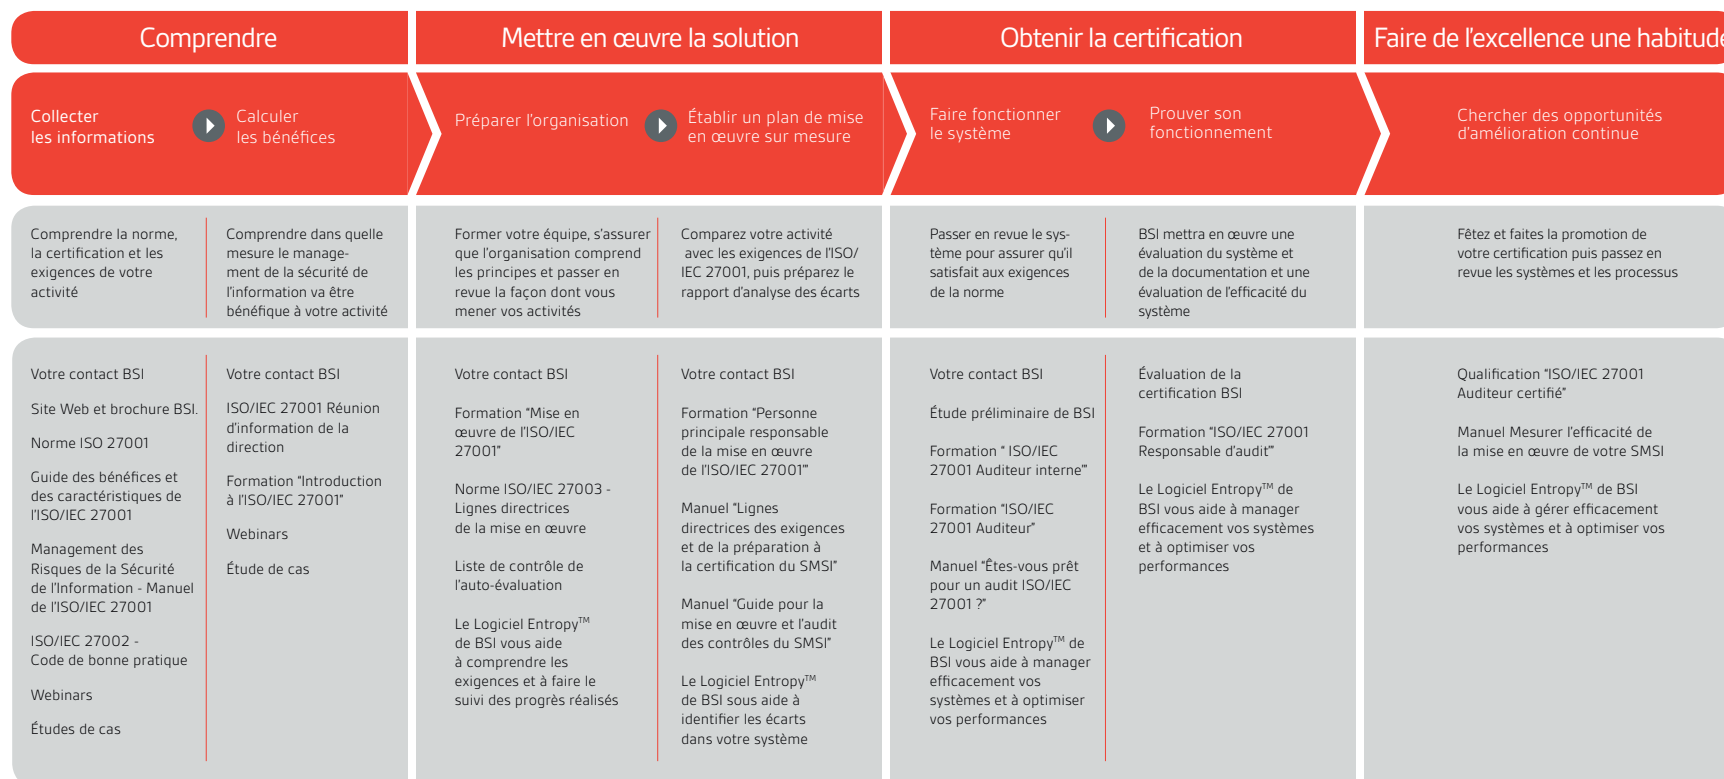 Comprendre
Mettre en œuvre la solution
Obtenir la certification
Faire de l'excellence une habitude
Collecter
les informations
Calculer
les bénéfices
Préparer l'organisation
Établir un plan de mise
en œuvre sur mesure
Faire fonctionner
le système
Prouver son
fonctionnement
Chercher des opportunités
d'amélioration continue
Comprendre la norme,
la certification et les
exigences de votre
activité
Comprendre dans quelle
mesure le manage-
ment de la sécurité de
l'information va être
bénéfique à votre activité
Former votre équipe, s'assurer
que l'organisation comprend
les principes et passer en
revue la façon dont vous
mener vos activités
Comparez votre activité
avec les exigences de l'ISO/
IEC 27001, puis préparez le
rapport d'analyse des écarts
Passer en revue le sys-
tème pour assurer qu'il
satisfait aux exigences
de la norme
BSI mettra en œuvre une
évaluation du système et
de la documentation et une
évaluation de l'efficacité du
système
Fêtez et faites la promotion de
votre certification puis passez en
revue les systèmes et les processus
Votre contact BSI
Site Web et brochure BSI.
Norme ISO 27001
Guide des bénéfices et
des caractéristiques de
l'ISO/IEC 27001
Management des
Risques de la Sécurité
de l'Information - Manuel
de l'ISO/IEC 27001
ISO/IEC 27002 -
Code de bonne pratique
Webinars
Études de cas
Votre contact BSI
ISO/IEC 27001 Réunion
d'information de la
direction
Formation "Introduction
à l'ISO/IEC 27001"
Webinars
Étude de cas
Votre contact BSI
Formation "Mise en
œuvre de l'ISO/IEC
27001"
Norme ISO/IEC 27003 -
Lignes directrices
de la mise en œuvre
Liste de contrôle de
l'auto-évaluation
Le Logiciel Entropy™
de BSI vous aide
à comprendre les
exigences et à faire le
suivi des progrès réalisés
Votre contact BSI
Formation "Personne
principale responsable
de la mise en œuvre
de l'ISO/IEC 27001'"
Manuel "Lignes
directrices des exigences
et de la préparation à
la certification du SMSI"
Manuel "Guide pour la
mise en œuvre et l'audit
des contrôles du SMSI"
Le Logiciel Entropy™
de BSI sous aide à
identifier les écarts
dans votre système
Votre contact BSI
Étude préliminaire de BSI
Formation " ISO/IEC
27001 Auditeur interne'"
Formation "ISO/IEC
27001 Auditeur"
Manuel "Êtes-vous prêt
pour un audit ISO/IEC
27001 ?"
Le Logiciel Entropy™ de
BSI vous aide à manager
efficacement vos
systèmes et à optimiser
vos performances
Évaluation de la
certification BSI
Formation "ISO/IEC 27001
Responsable d'audit'"
Le Logiciel Entropy™ de
BSI vous aide à manager
efficacement vos systèmes
et à optimiser vos
performances
Qualification "ISO/IEC 27001
Auditeur certifié"
Manuel Mesurer l'efficacité de
la mise en œuvre de votre SMSI
Le Logiciel Entropy™ de BSI
vous aide à gérer efficacement
vos systèmes et à optimiser vos
performances